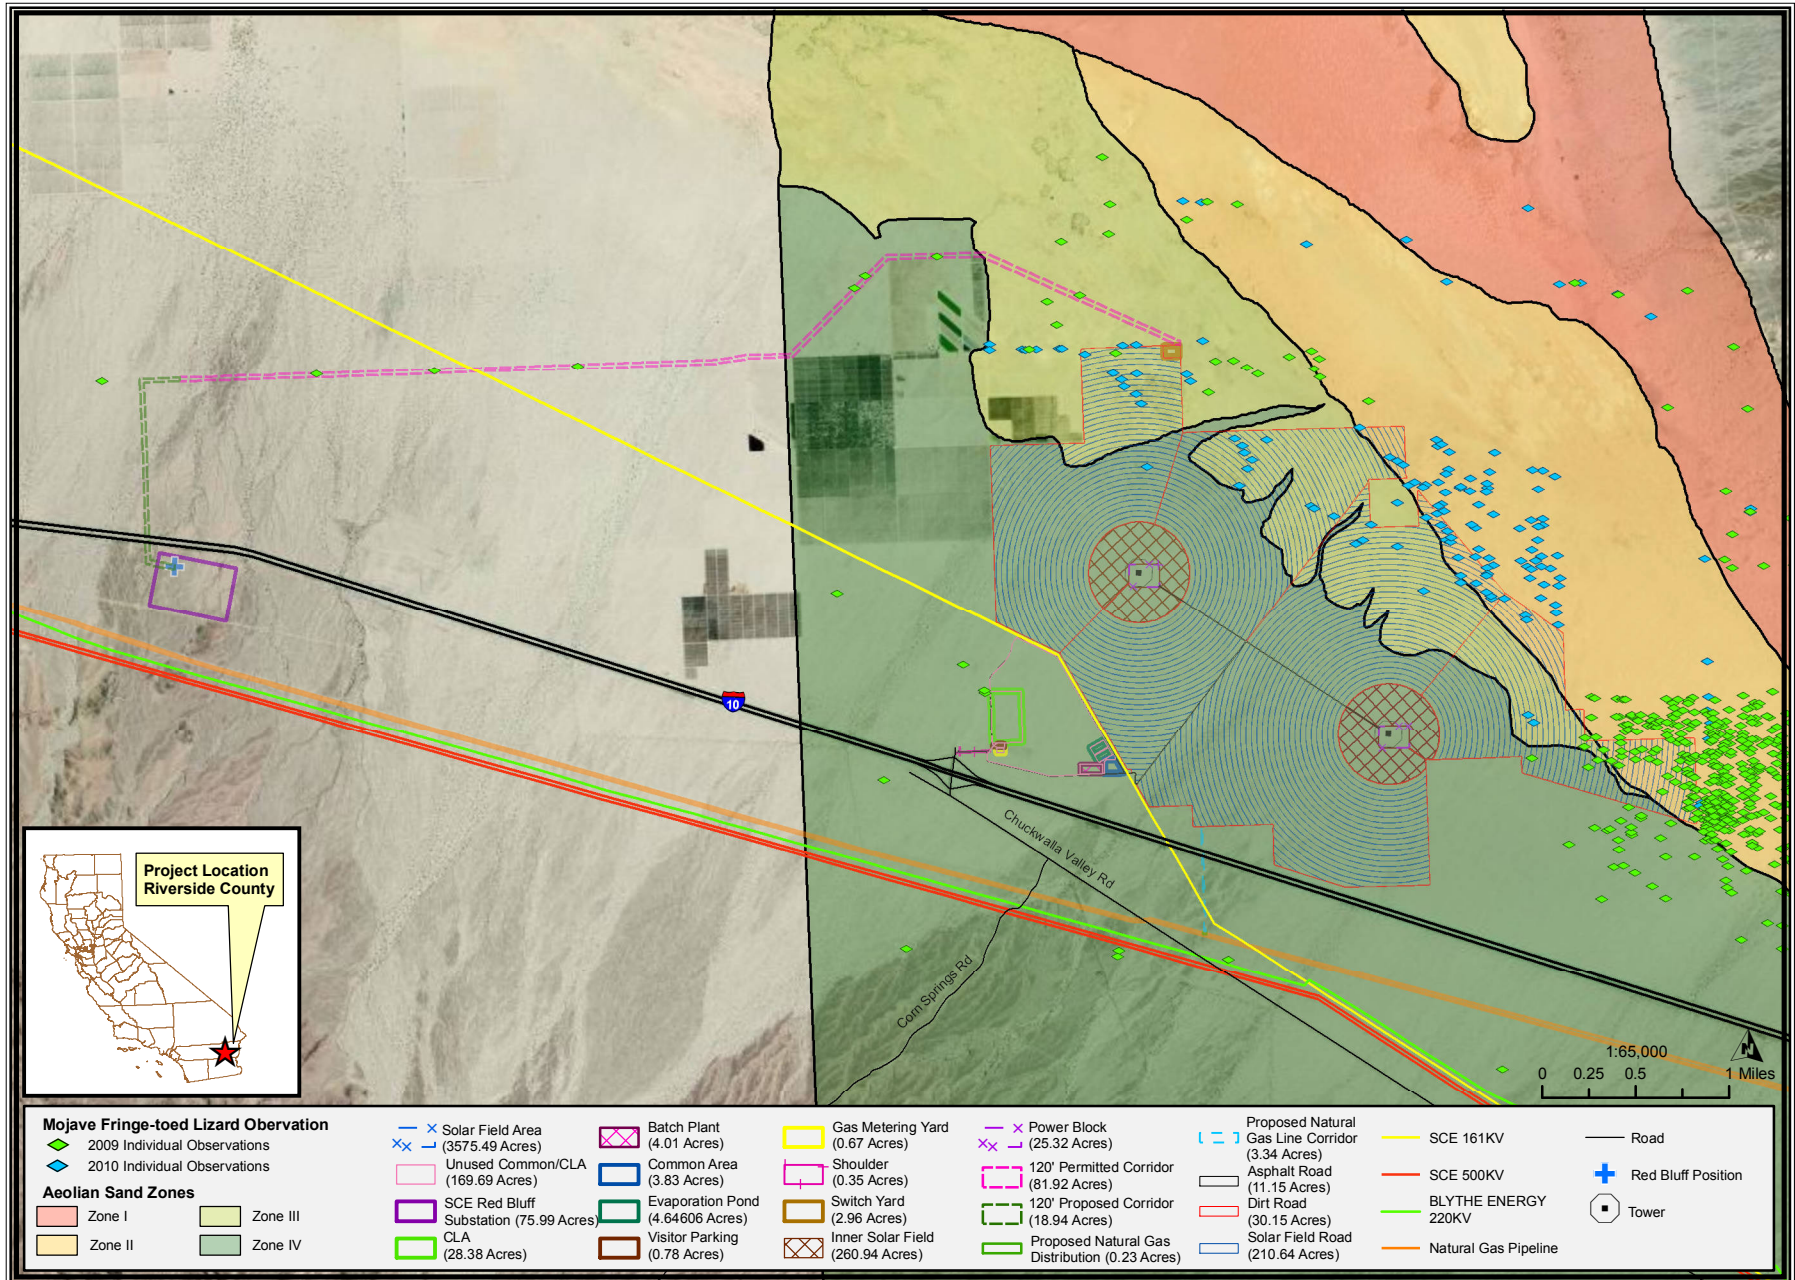 10
Chuckwalla Valley Rd
Corn Springs Rd
Project Location
Riverside County
1:65,000
N
0 0.25 0.5 1 Miles
Mojave Fringe-toed Lizard Obervation
2009 Individual Observations
2010 Individual Observations
Aeolian Sand Zones
Zone I
Zone II
Zone III
Zone IV
Solar Field Area
(3575.49 Acres)
Unused Common/CLA
(169.69 Acres)
SCE Red Bluff
Substation (75.99 Acres)
CLA
(28.38 Acres)
Batch Plant
(4.01 Acres)
Common Area
(3.83 Acres)
Evaporation Pond
(4.64606 Acres)
Visitor Parking
(0.78 Acres)
Gas Metering Yard
(0.67 Acres)
Shoulder
(0.35 Acres)
Switch Yard
(2.96 Acres)
Inner Solar Field
(260.94 Acres)
Power Block
(25.32 Acres)
120' Permitted Corridor
(81.92 Acres)
120' Proposed Corridor
(18.94 Acres)
Proposed Natural Gas
Distribution (0.23 Acres)
Proposed Natural
Gas Line Corridor
(3.34 Acres)
Asphalt Road
(11.15 Acres)
Dirt Road
(30.15 Acres)
Solar Field Road
(210.64 Acres)
SCE 161KV
SCE 500KV
BLYTHE ENERGY
220KV
Natural Gas Pipeline
Road
Red Bluff Position
Tower